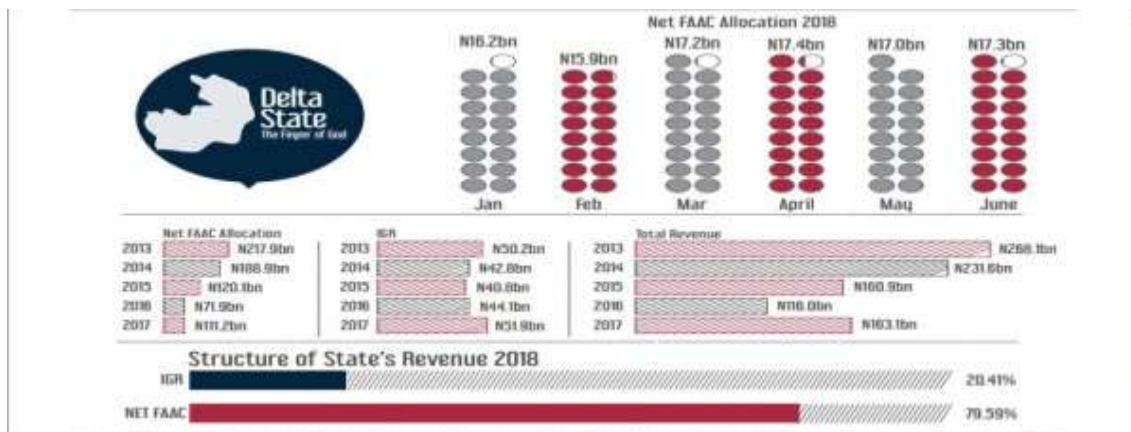 Net FAAC Allocation 2018
N16.2bn N15.9bn N17.2bn N17.4bn N17.0bn N17.3bn
Delta
State
The Finger of God
Jan Feb Mar April May June
Net FAAC Allocation
2013 N217.9bn
2014 N188.9bn
2015 N120.1bn
2016 N71.9bn
2017 N111.2bn
IGR
2013 N50.2bn
2014 N42.8bn
2015 N40.8bn
2016 N44.1bn
2017 N51.9bn
Total Revenue
2013 N268.1bn
2014 N231.6bn
2015 N160.9bn
2016 N116.0bn
2017 N163.1bn
Structure of State's Revenue 2018
IGR 20.41%
NET FAAC 79.59%